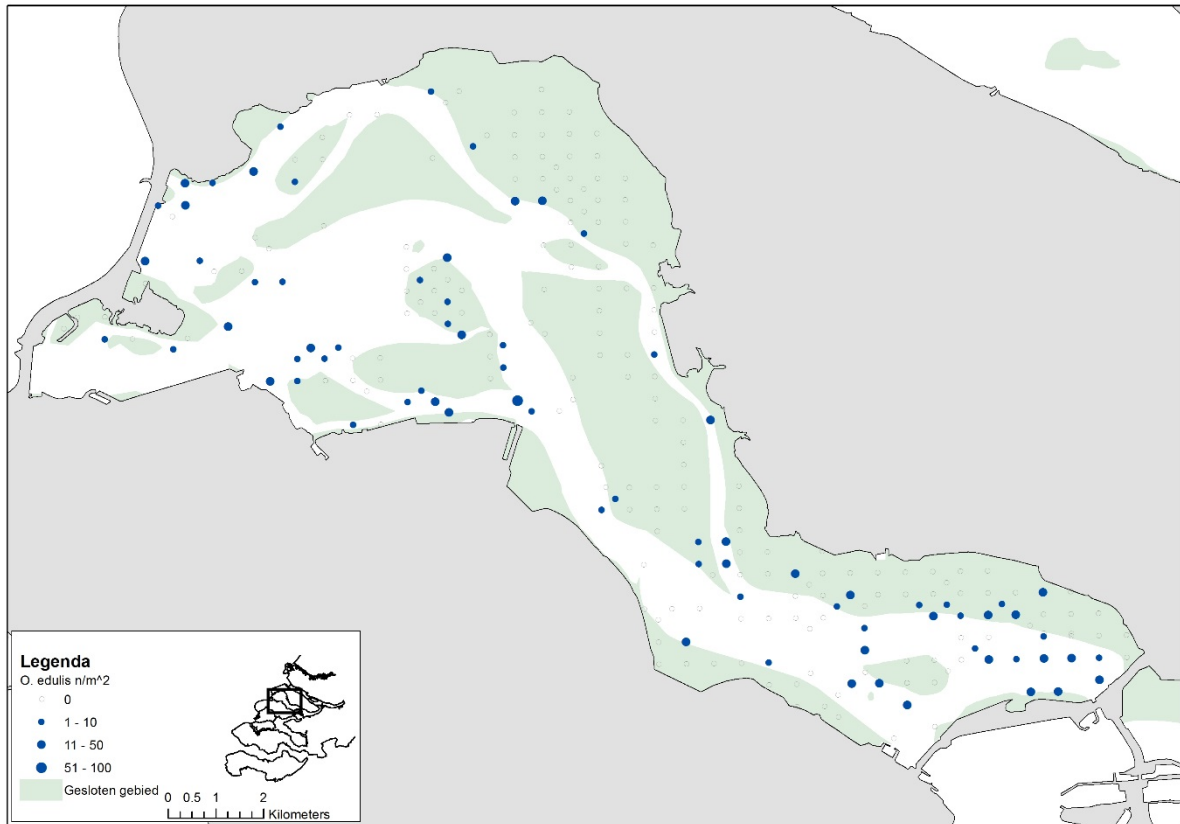 Legenda
O. edulis n/m^2
0
1 - 10
11 - 50
51 - 100
Gesloten gebied
0 0.5 1 2
Kilometers